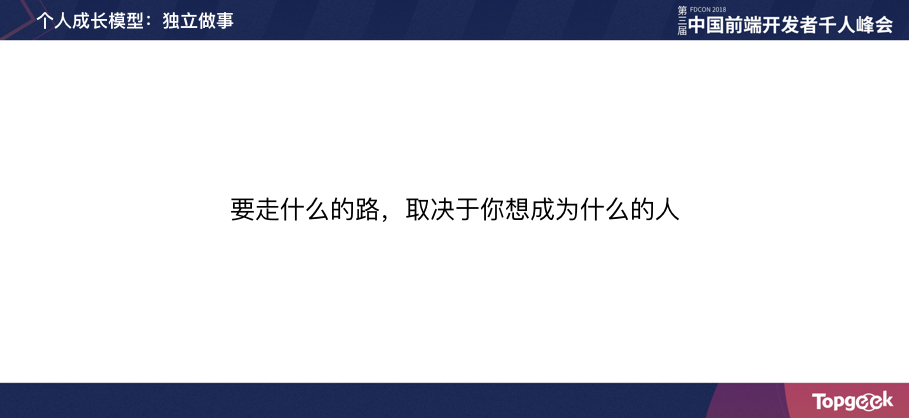 个人成长模型：独立做事
第三届
FDCON 2018
中国前端开发者千人峰会
要走什么的路，取决于你想成为什么的人
Topgeek